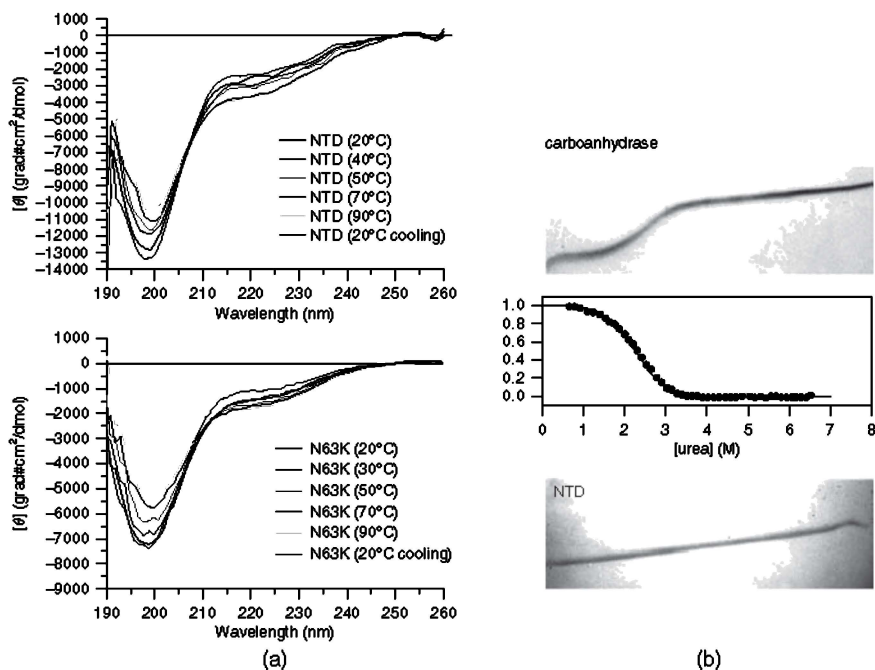 1000
0
–1000
–2000
–3000
–4000
–5000
–6000
–7000
–8000
–9000
–10000
–11000
–12000
–13000
–14000
[θ] (grad#cm²/dmol)
NTD (20°C)
NTD (40°C)
NTD (50°C)
NTD (70°C)
NTD (90°C)
NTD (20°C cooling)
190 200 210 220 230 240 250 260
Wavelength (nm)
1000
0
–1000
–2000
–3000
–4000
–5000
–6000
–7000
–8000
–9000
[θ] (grad#cm²/dmol)
N63K (20°C)
N63K (30°C)
N63K (50°C)
N63K (70°C)
N63K (90°C)
N63K (20°C cooling)
190 200 210 220 230 240 250 260
Wavelength (nm)
(a)
carboanhydrase
1.0
0.8
0.6
0.4
0.2
0.0
0 1 2 3 4 5 6 7 8
[urea] (M)
NTD
(b)